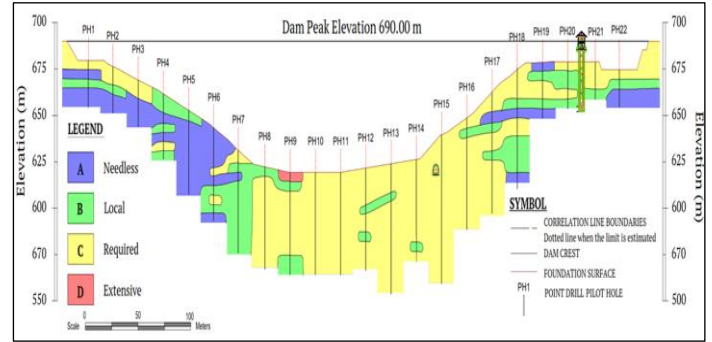 Dam Peak Elevation 690.00 m
700
675
650
625
600
670
550
Elevation (m)
PH1
PH2
PH3
PH4
PH5
PH6
PH7
PH8
PH9
PH10
PH11
PH12
PH13
PH14
PH15
PH16
PH17
PH18
PH19
PH20
PH21
PH22
700
675
650
625
600
670
500
Elevation (m)
LEGEND
A Needless
B Local
C Required
D Extensive
Scale 0 50 100 Meters
SYMBOL
CORRELATION LINE BOUNDARIES
Dotted line when the limit is estimated
DAM CREST
FOUNDATION SURFACE
PH1
POINT DRILL PILOT HOLE